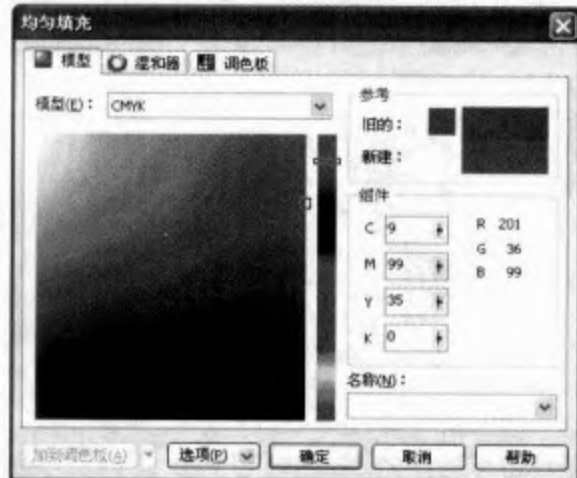 均匀填充
模型 混和器 调色板
模型(E)： CMYK
参考
旧的：
新建：
组件
C 9 R 201
M 99 G 36
Y 35 B 99
K 0
名称(N)：
加到调色板(A) 选项(P) 确定 取消 帮助